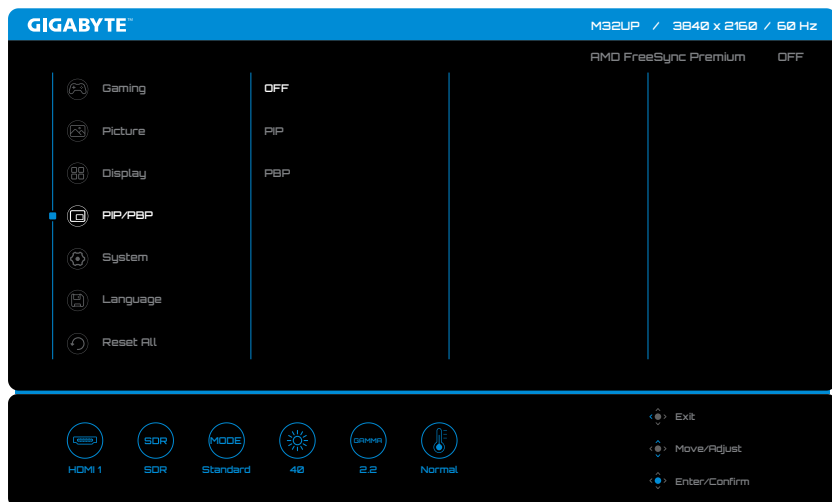 GIGABYTE™
M32UP / 3840 x 2160 / 60 Hz
AMD FreeSync Premium OFF
Gaming OFF
Picture PIP
Display PBP
PIP/PBP
System
Language
Reset All
SDR MODE GAMMA
HDMI 1 SDR Standard 40 2.2 Normal
Exit
Move/Adjust
Enter/Confirm